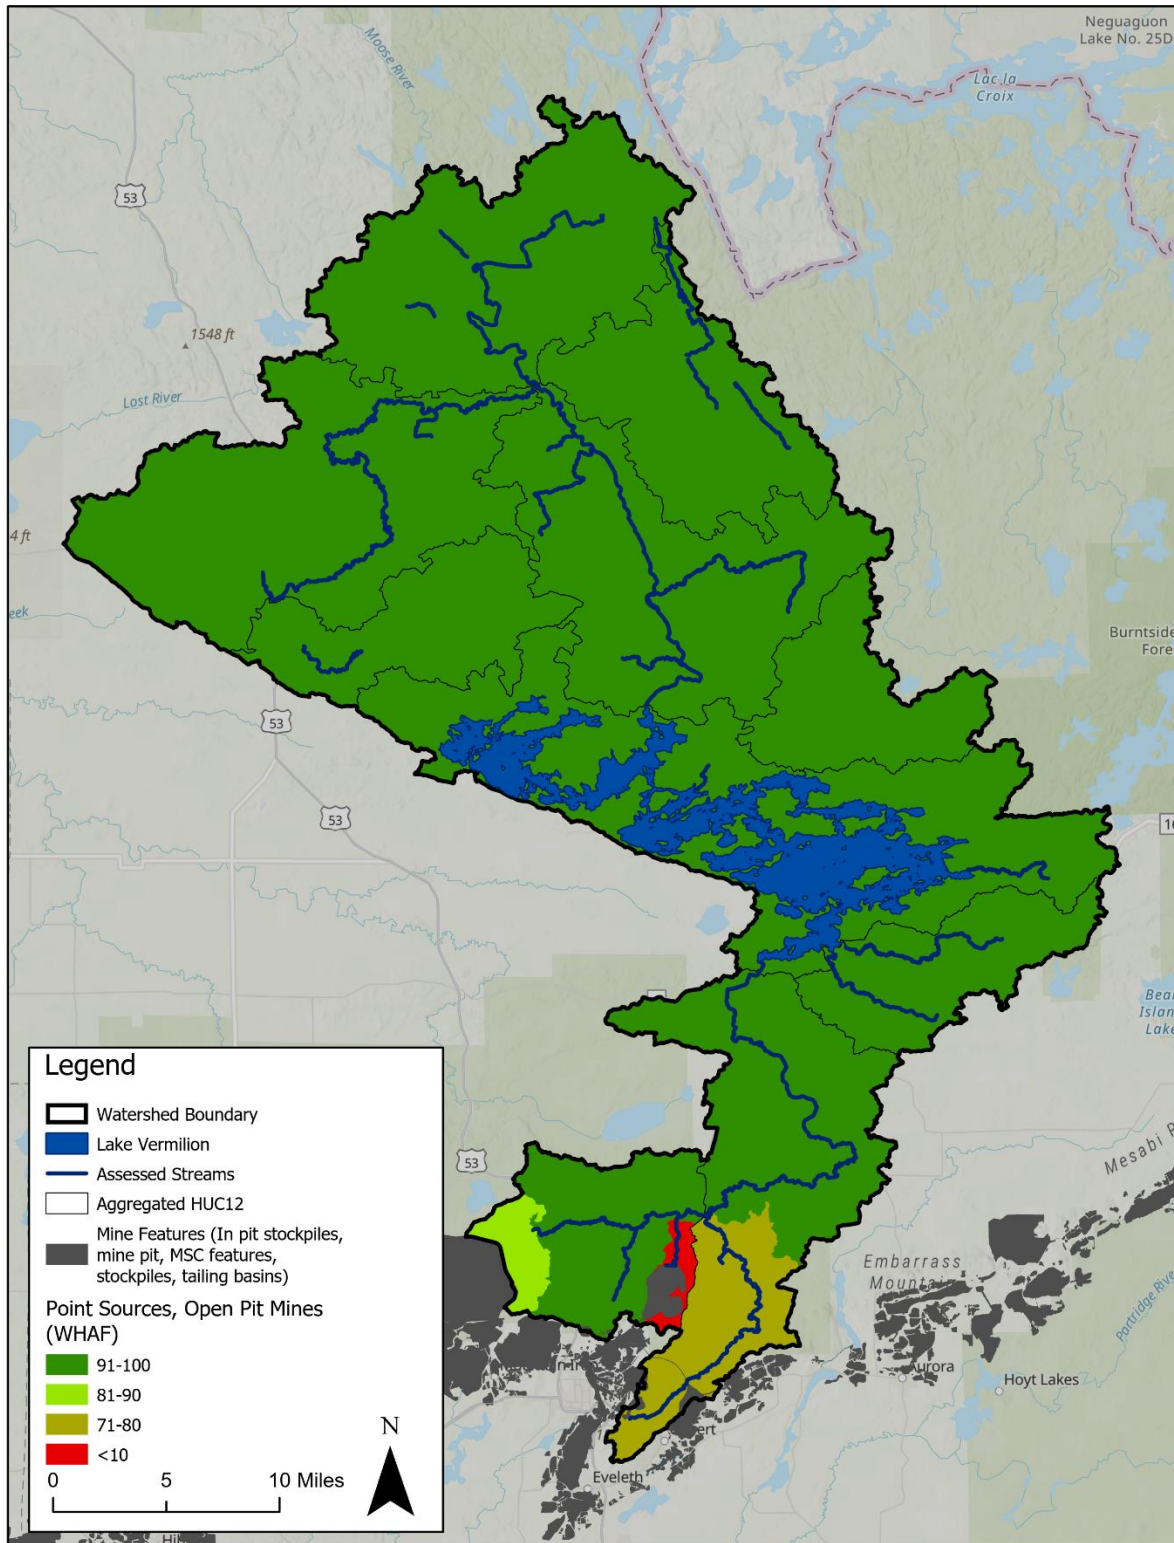 Neguaguon
Lake No. 25D
Moose River
Lac la
Croix
53
1548 ft
Lost River
4 ft
eek
Burntside
Fore
53
53
16
Bear
Island
Lake
53
Mesabi R
Embarrass
Mountain
Partridge River
Aurora
Hoyt Lakes
Eveleth
Legend
Watershed Boundary
Lake Vermilion
Assessed Streams
Aggregated HUC12
Mine Features (In pit stockpiles,
mine pit, MSC features,
stockpiles, tailing basins)
Point Sources, Open Pit Mines
(WHAF)
91-100
81-90
71-80
<10
N
0 5 10 Miles